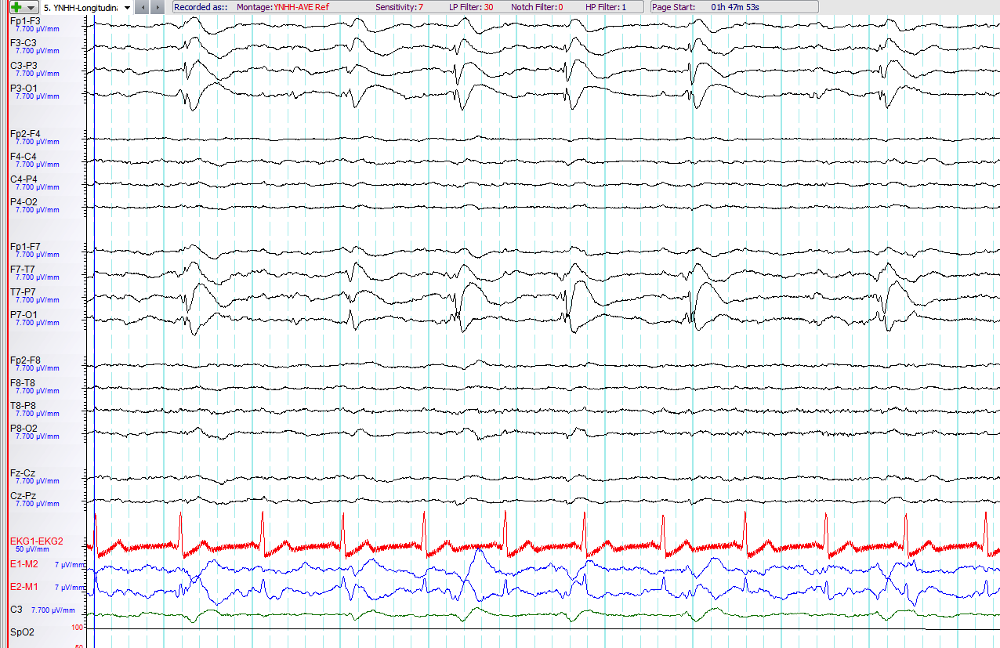 5. YNHH-Longitudina Recorded as:: Montage: YNHH-AVE Ref Sensitivity: 7 LP Filter: 30 Notch Filter: 0 HP Filter: 1 Page Start: 01h 47m 53s
Fp1-F3
7.700 µV/mm
F3-C3
7.700 µV/mm
C3-P3
7.700 µV/mm
P3-O1
7.700 µV/mm
Fp2-F4
7.700 µV/mm
F4-C4
7.700 µV/mm
C4-P4
7.700 µV/mm
P4-O2
7.700 µV/mm
Fp1-F7
7.700 µV/mm
F7-T7
7.700 µV/mm
T7-P7
7.700 µV/mm
P7-O1
7.700 µV/mm
Fp2-F8
7.700 µV/mm
F8-T8
7.700 µV/mm
T8-P8
7.700 µV/mm
P8-O2
7.700 µV/mm
Fz-Cz
7.700 µV/mm
Cz-Pz
7.700 µV/mm
EKG1-EKG2
50 µV/mm
E1-M2 7 µV/mm
E2-M1 7 µV/mm
C3 7.700 µV/mm
100
SpO2